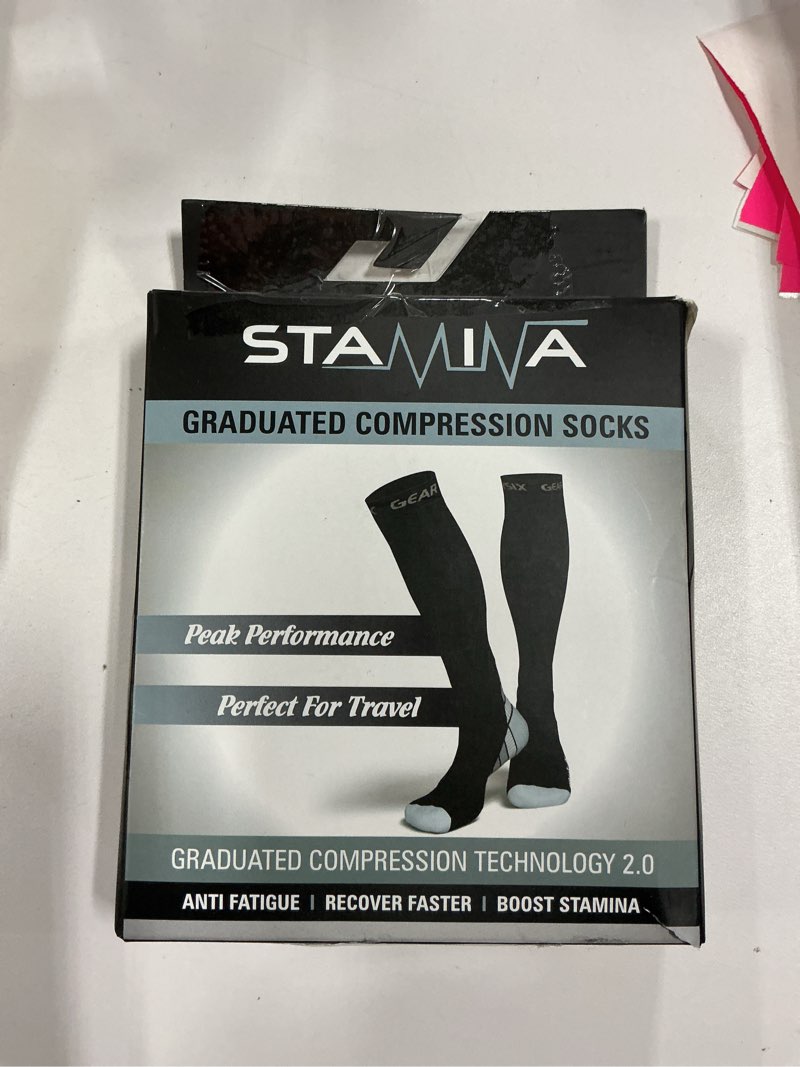 STAMINA
GRADUATED COMPRESSION SOCKS
GEAR
SIX GEAR
Peak Performance
Perfect For Travel
GRADUATED COMPRESSION TECHNOLOGY 2.0
ANTI FATIGUE | RECOVER FASTER | BOOST STAMINA